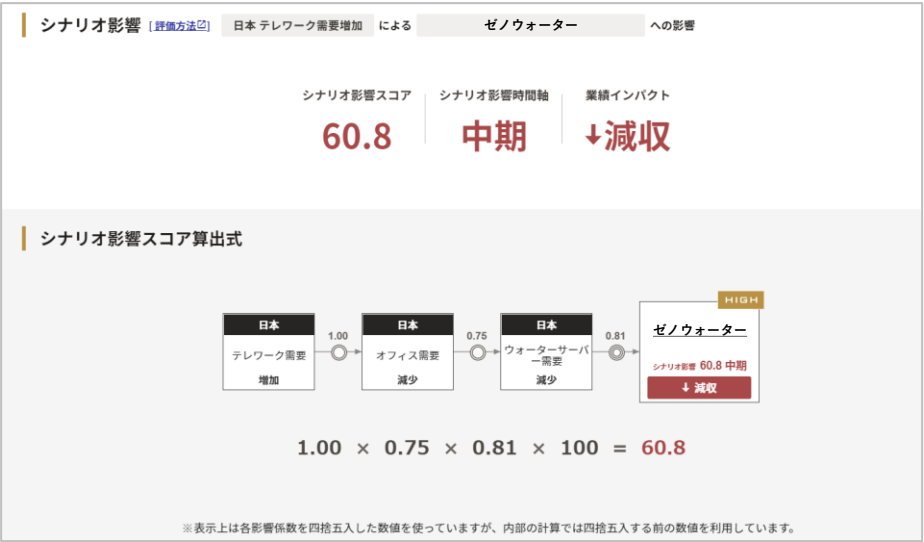 シナリオ影響 [評価方法] 日本 テレワーク需要増加 による ゼノウォーター への影響
シナリオ影響スコア シナリオ影響時間軸 業績インパクト
60.8 中期 ↓減収
シナリオ影響スコア算出式
HIGH
日本 1.00 日本 0.75 日本 0.81 ゼノウォーター
テレワーク需要 オフィス需要 ウォーターサーバ
ー需要
シナリオ影響 60.8 中期
増加 減少 減少 ↓ 減収
1.00 × 0.75 × 0.81 × 100 = 60.8
※表示上は各影響係数を四捨五入した数値を使っていますが、内部の計算では四捨五入する前の数値を利用しています。